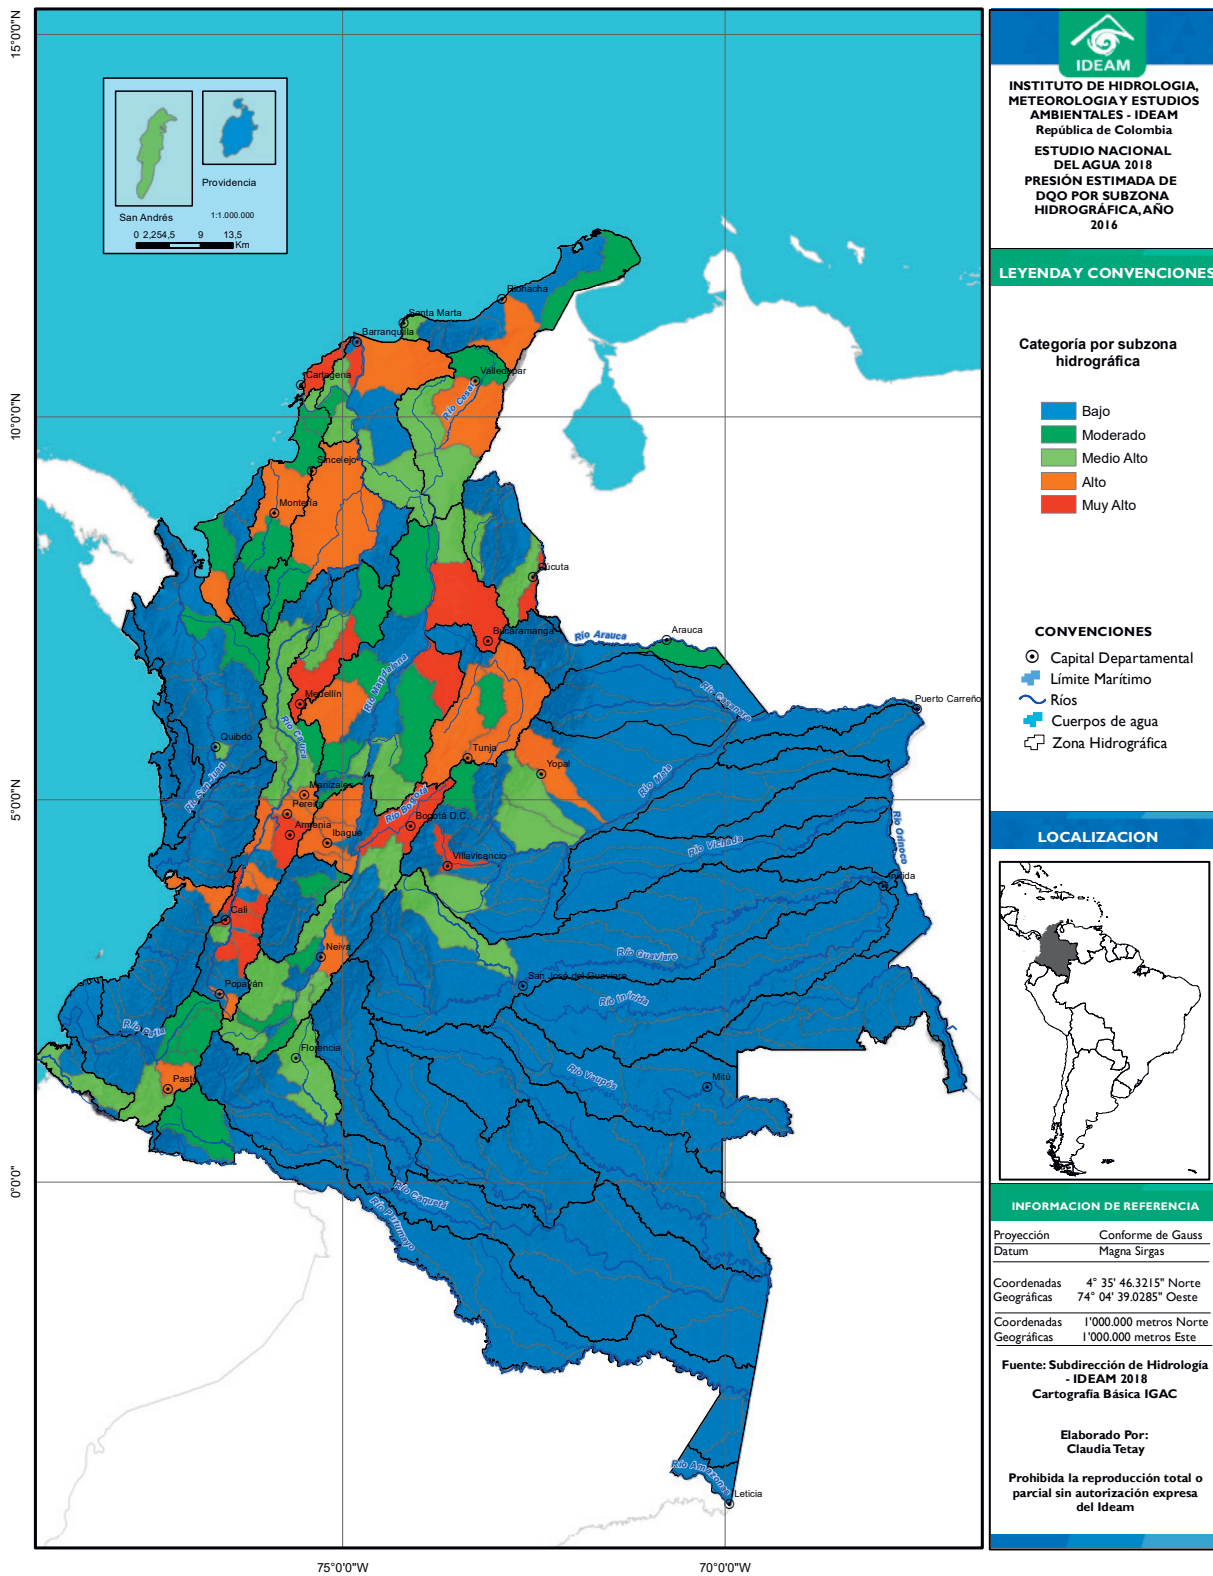 15°0'0"N
10°0'0"N
5°0'0"N
0°0'0"
75°0'0"W
70°0'0"W
San Andrés
Providencia
1:1.000.000
0 2,254,5 9 13,5
Km
Riohacha
Santa Marta
Barranquilla
Cartagena
Valledupar
Río Cesar
Sincelejo
Montería
Cúcuta
Bucaramanga
Río Arauca
Arauca
Río Magdalena
Medellín
Río Casanare
Puerto Carreño
Río Cauca
Quibdo
Tunja
Yopal
Río Meta
Río San Juan
Manizales
Pereira
Río Bogotá
Armenia
Bogotá D.C.
Ibagué
Río Orinoco
Río Vichada
Villavicencio
Inírida
Cali
Neiva
Río Guaviare
San José del Guaviare
Popayán
Río Inírida
Río Patía
Florencia
Río Vaupés
Mitú
Pasto
Río Caquetá
Río Putumayo
Río Amazonas
Leticia
IDEAM
INSTITUTO DE HIDROLOGIA,
METEOROLOGIA Y ESTUDIOS
AMBIENTALES - IDEAM
República de Colombia
ESTUDIO NACIONAL
DEL AGUA 2018
PRESIÓN ESTIMADA DE
DQO POR SUBZONA
HIDROGRÁFICA, AÑO
2016
LEYENDA Y CONVENCIONES
Categoría por subzona
hidrográfica
Bajo
Moderado
Medio Alto
Alto
Muy Alto
CONVENCIONES
Capital Departamental
Límite Marítimo
Ríos
Cuerpos de agua
Zona Hidrográfica
LOCALIZACION
INFORMACION DE REFERENCIA
Proyección Conforme de Gauss
Datum Magna Sirgas
Coordenadas 4° 35' 46.3215" Norte
Geográficas 74° 04' 39.0285" Oeste
Coordenadas 1'000.000 metros Norte
Geográficas 1'000.000 metros Este
Fuente: Subdirección de Hidrología
- IDEAM 2018
Cartografía Básica IGAC
Elaborado Por:
Claudia Tetay
Prohibida la reproducción total o
parcial sin autorización expresa
del Ideam